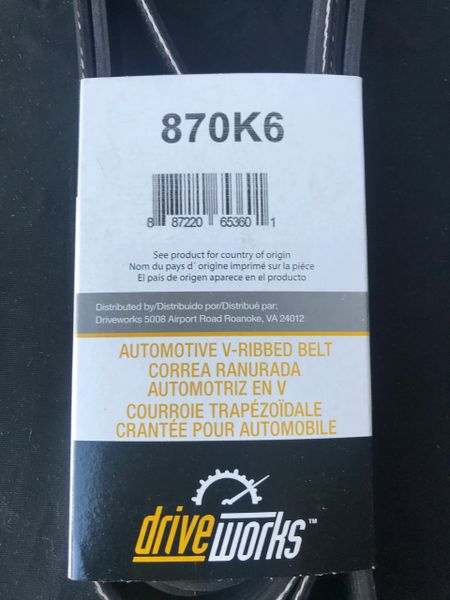 870K6
8 87220 65360 1
See product for country of origin
Nom du pays d´ origine imprimé sur la pièce
El país de origen aparece en el producto
Distributed by/Distribuido por/Distribué par:
Driveworks 5008 Airport Road Roanoke, VA 24012
AUTOMOTIVE V-RIBBED BELT
CORREA RANURADA
AUTOMOTRIZ EN V
COURROIE TRAPÉZOÏDALE
CRANTÉE POUR AUTOMOBILE
driveworks™